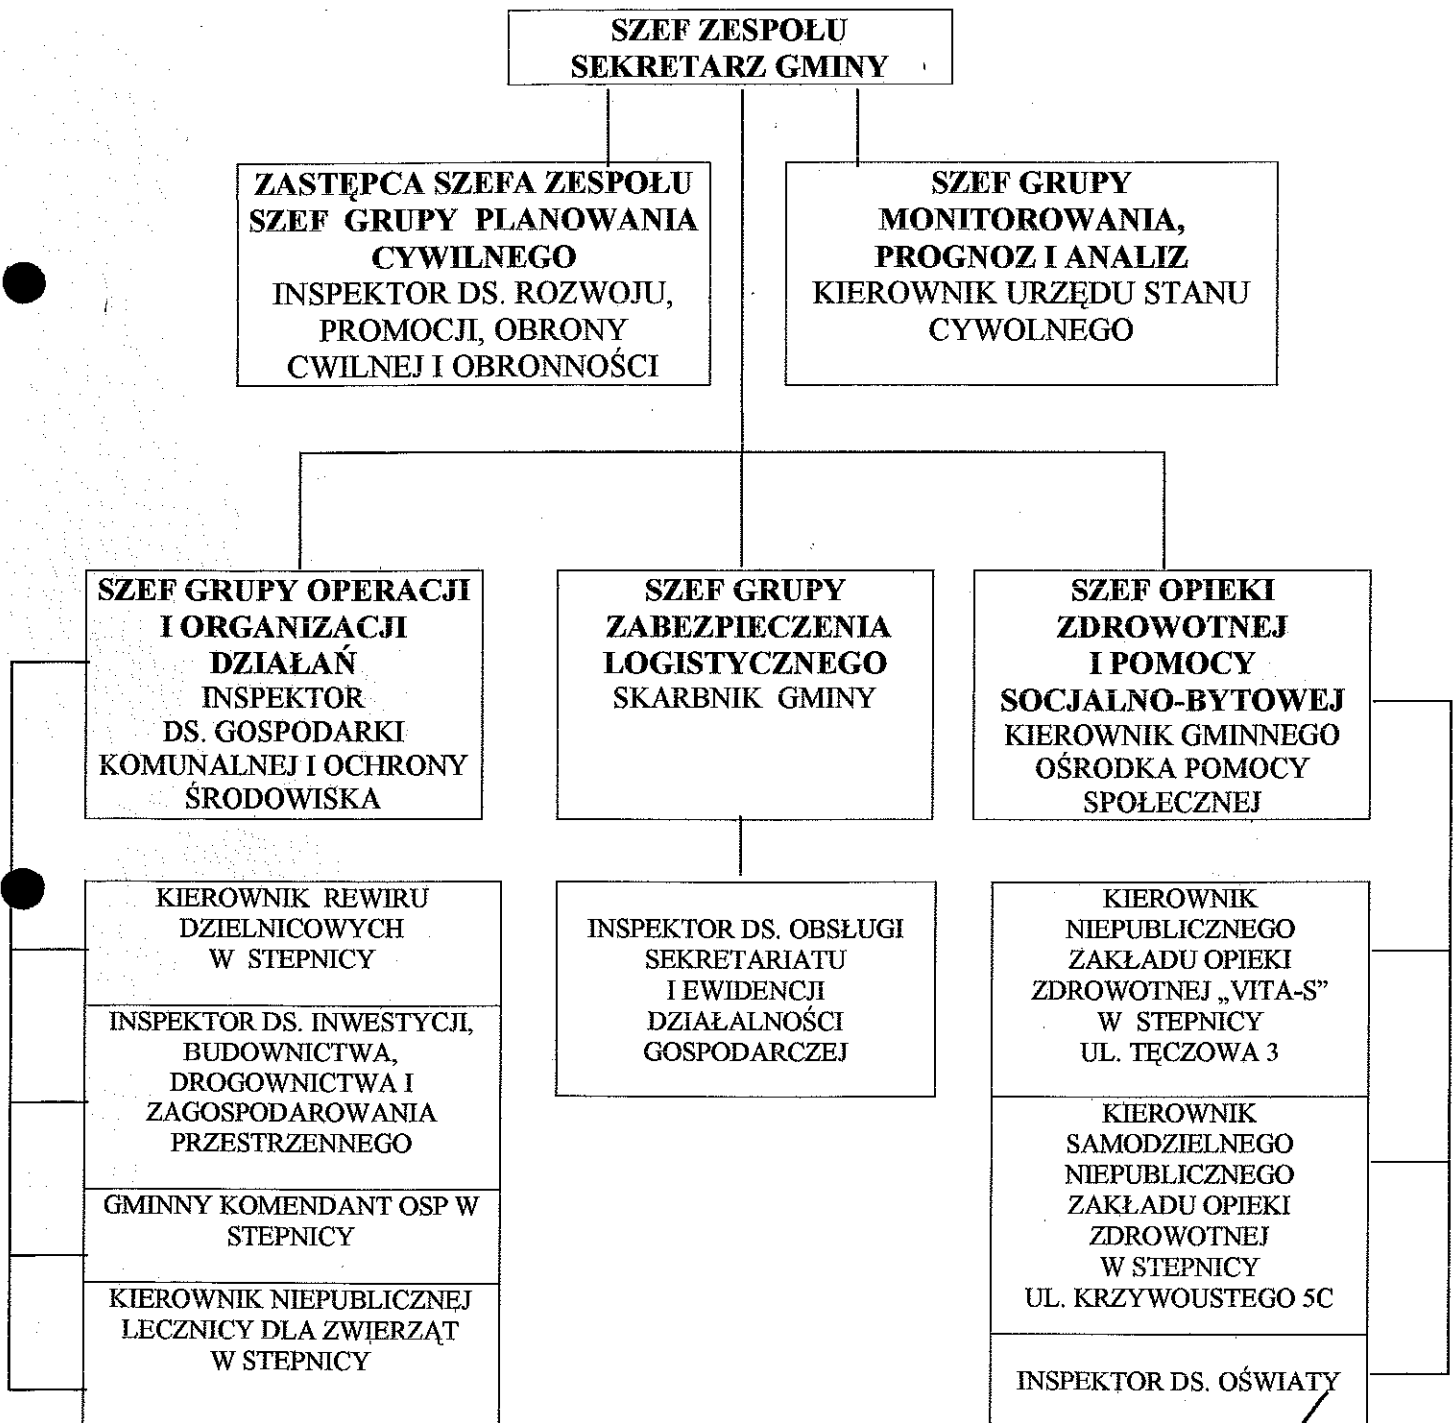 SZEF ZESPOŁU
SEKRETARZ GMINY
ZASTĘPCA SZEFA ZESPOŁU
SZEF GRUPY PLANOWANIA
CYWILNEGO
INSPEKTOR DS. ROZWOJU,
PROMOCJI, OBRONY
CWILNEJ I OBRONNOŚCI
SZEF GRUPY
MONITOROWANIA,
PROGNOZ I ANALIZ
KIEROWNIK URZĘDU STANU
CYWOLNEGO
SZEF GRUPY OPERACJI
I ORGANIZACJI
DZIAŁAŃ
INSPEKTOR
DS. GOSPODARKI
KOMUNALNEJ I OCHRONY
ŚRODOWISKA
SZEF GRUPY
ZABEZPIECZENIA
LOGISTYCZNEGO
SKARBNIK GMINY
SZEF OPIEKI
ZDROWOTNEJ
I POMOCY
SOCJALNO-BYTOWEJ
KIEROWNIK GMINNEGO
OŚRODKA POMOCY
SPOŁECZNEJ
KIEROWNIK REWIRU
DZIELNICOWYCH
W STEPNICY
INSPEKTOR DS. INWESTYCJI,
BUDOWNICTWA,
DROGOWNICTWA I
ZAGOSPODAROWANIA
PRZESTRZENNEGO
GMINNY KOMENDANT OSP W
STEPNICY
KIEROWNIK NIEPUBLICZNEJ
LECZNICY DLA ZWIERZĄT
W STEPNICY
INSPEKTOR DS. OBSŁUGI
SEKRETARIATU
I EWIDENCJI
DZIAŁALNOŚCI
GOSPODARCZEJ
KIEROWNIK
NIEPUBLICZNEGO
ZAKŁADU OPIEKI
ZDROWOTNEJ „VITA-S”
W STEPNICY
UL. TĘCZOWA 3
KIEROWNIK
SAMODZIELNEGO
NIEPUBLICZNEGO
ZAKŁADU OPIEKI
ZDROWOTNEJ
W STEPNICY
UL. KRZYWOUSTEGO 5C
INSPEKTOR DS. OŚWIATY